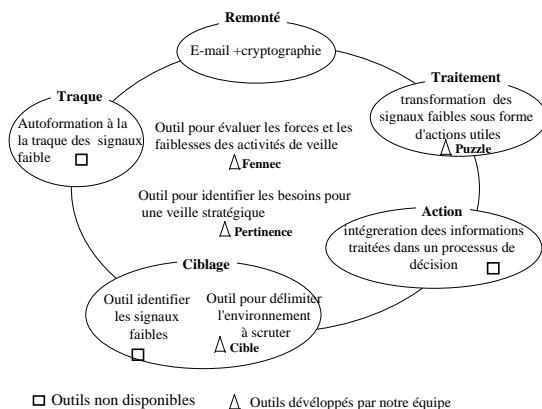 Remonté
E-mail +cryptographie
Traque
Autoformation à la
la traque des signaux
faible
Traitement
transformation des
signaux faibles sous forme
d'actions utiles
Puzzle
Outil pour évaluer les forces et les
faiblesses des activités de veille
Fennec
Outil pour identifier les besoins pour
une veille stratégique
Pertinence
Action
intégreration dees informations
traitées dans un processus de
décision
Ciblage
Outil identifier
les signaux
faibles
Outil pour délimiter
l'environnement
à scruter
Cible
Outils non disponibles
Outils dévéloppés par notre équipe